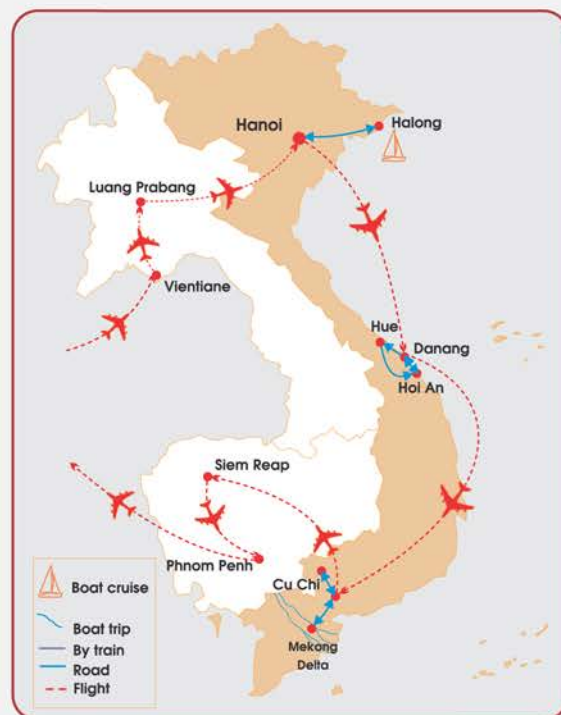 Hanoi
Halong
Luang Prabang
Vientiane
Hue
Danang
Hoi An
Siem Reap
Phnom Penh
Cu Chi
Mekong
Delta
Boat cruise
Boat trip
By train
Road
Flight